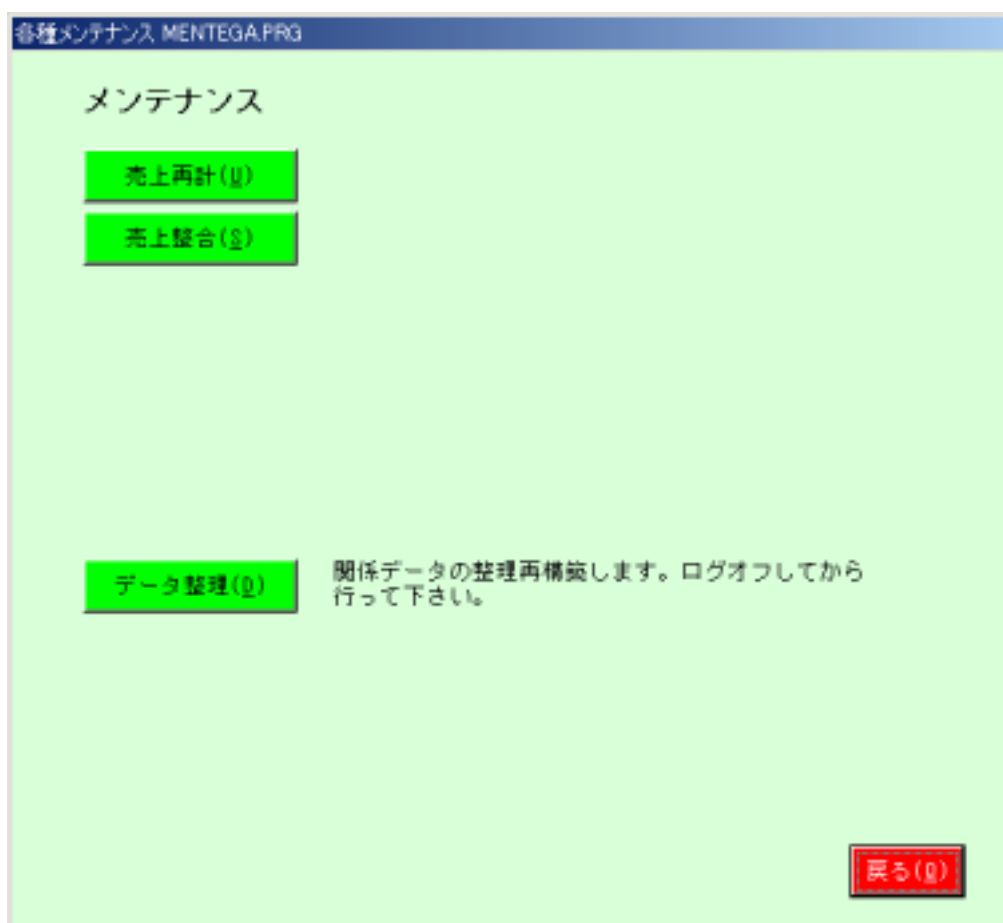 各種メンテナンス MENTEGA.PRG
メンテナンス
売上再計(U)
売上整合(S)
データ整理(D)
関係データの整理再構築します。ログオフしてから
行って下さい。
戻る(Q)